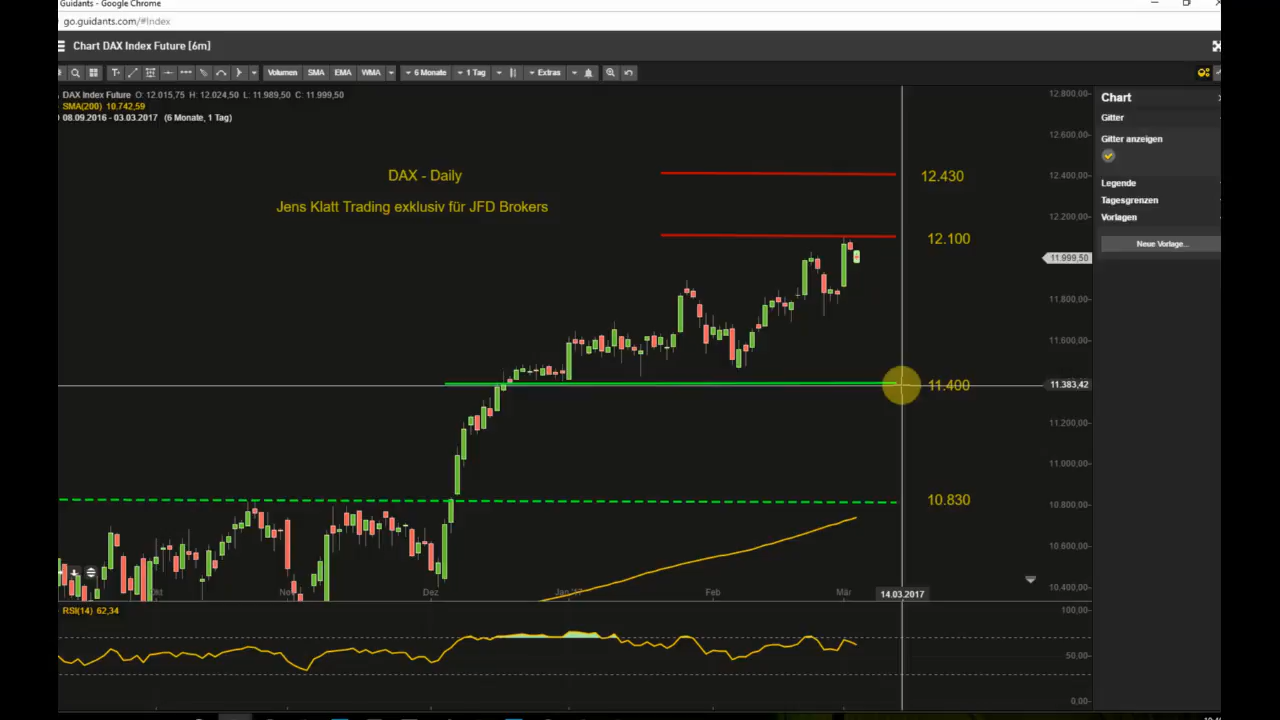 Guidants - Google Chrome
go.guidants.com/#Index
Chart DAX Index Future [6m]
T+ Volumen SMA EMA WMA 6 Monate 1 Tag Extras
DAX Index Future O: 12.015,75 H: 12.024,50 L: 11.989,50 C: 11.999,50
SMA(200) 10.742,59
08.09.2016 - 03.03.2017 (6 Monate, 1 Tag)
DAX - Daily
Jens Klatt Trading exklusiv für JFD Brokers
12.430
12.100
11.400
10.830
12.800,00
12.600,00
12.400,00
12.200,00
11.999,50
11.800,00
11.600,00
11.383,42
11.200,00
11.000,00
10.800,00
10.600,00
10.400,00
Dez
Jan '17
Feb
Mär
14.03.2017
RSI(14) 62,34
100,00
50,00
0,00
Chart
Gitter
Gitter anzeigen
Legende
Tagesgrenzen
Vorlagen
Neue Vorlage...